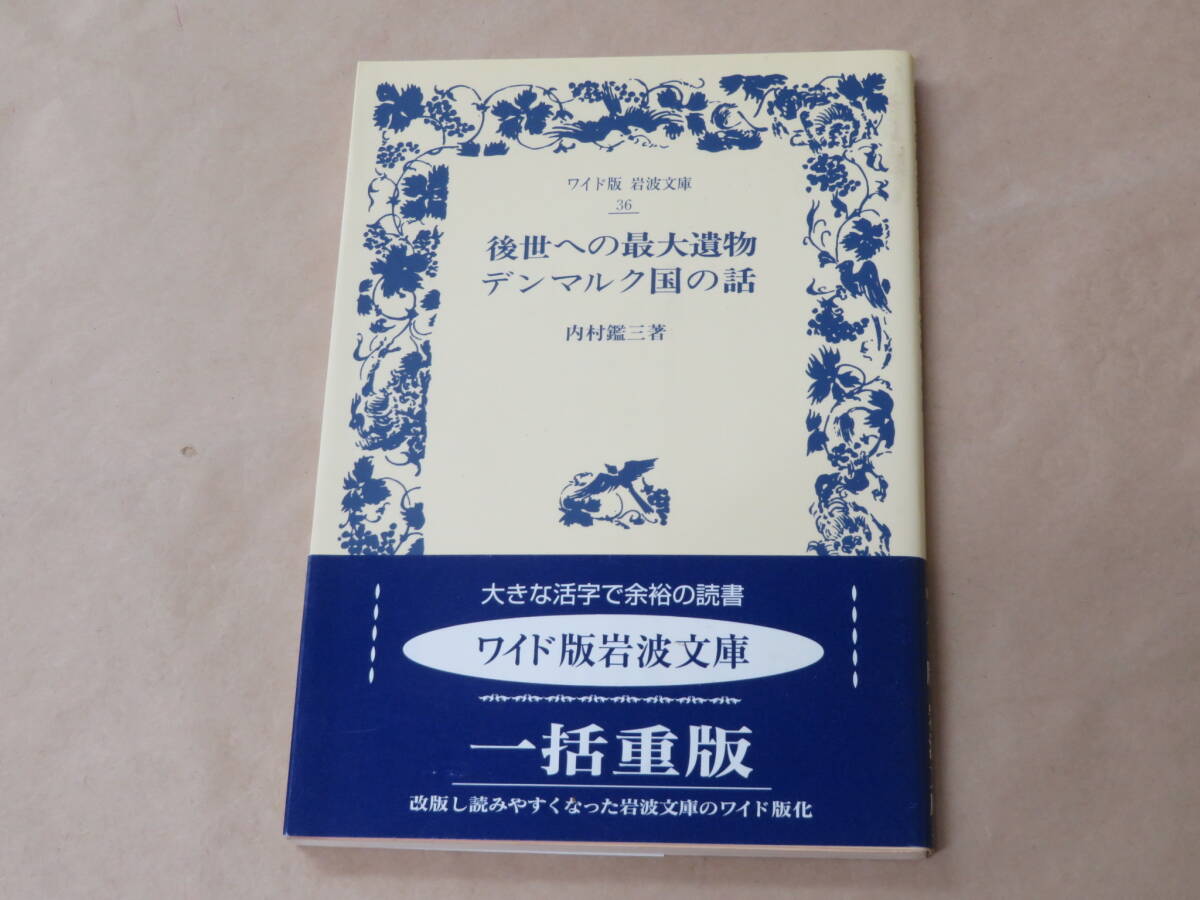 ワイド版 岩波文庫
36
後世への最大遺物
デンマルク国の話
内村鑑三著
大きな活字で余裕の読書
ワイド版岩波文庫
一括重版
改版し読みやすくなった岩波文庫のワイド版化